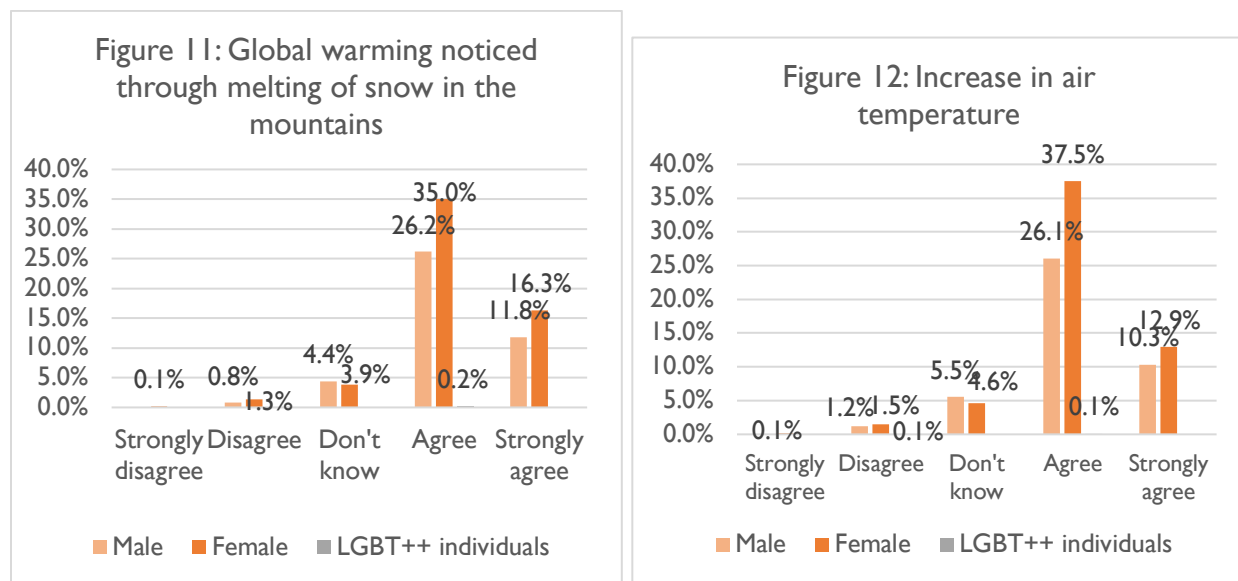 Figure 11: Global warming noticed
through melting of snow in the
mountains
40.0%
35.0%
30.0%
25.0%
20.0%
15.0%
10.0%
5.0%
0.0%
0.1%
0.8%
1.3%
4.4%
3.9%
26.2%
35.0%
0.2%
11.8%
16.3%
Strongly
disagree
Disagree
Don't
know
Agree
Strongly
agree
Male
Female
LGBT++ individuals
Figure 12: Increase in air
temperature
40.0%
35.0%
30.0%
25.0%
20.0%
15.0%
10.0%
5.0%
0.0%
0.1%
1.2%
1.5%
0.1%
5.5%
4.6%
26.1%
37.5%
0.1%
10.3%
12.9%
Strongly
disagree
Disagree
Don't
know
Agree
Strongly
agree
Male
Female
LGBT++ individuals